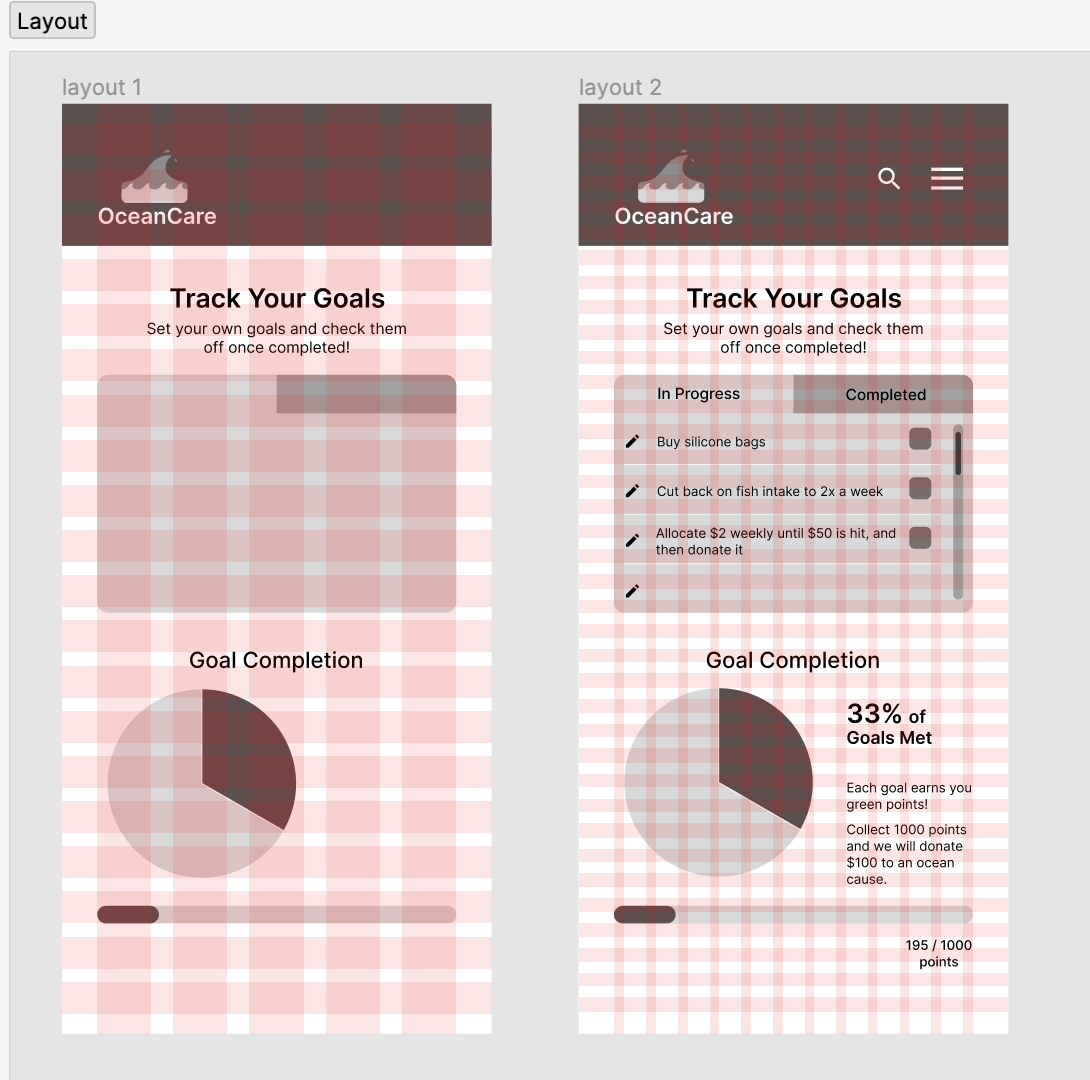 Layout
layout 1
OceanCare
Track Your Goals
Set your own goals and check them
off once completed!
Goal Completion
layout 2
OceanCare
Track Your Goals
Set your own goals and check them
off once completed!
In Progress
Completed
Buy silicone bags
Cut back on fish intake to 2x a week
Allocate $2 weekly until $50 is hit, and
then donate it
Goal Completion
33% of
Goals Met
Each goal earns you
green points!
Collect 1000 points
and we will donate
$100 to an ocean
cause.
195 / 1000
points